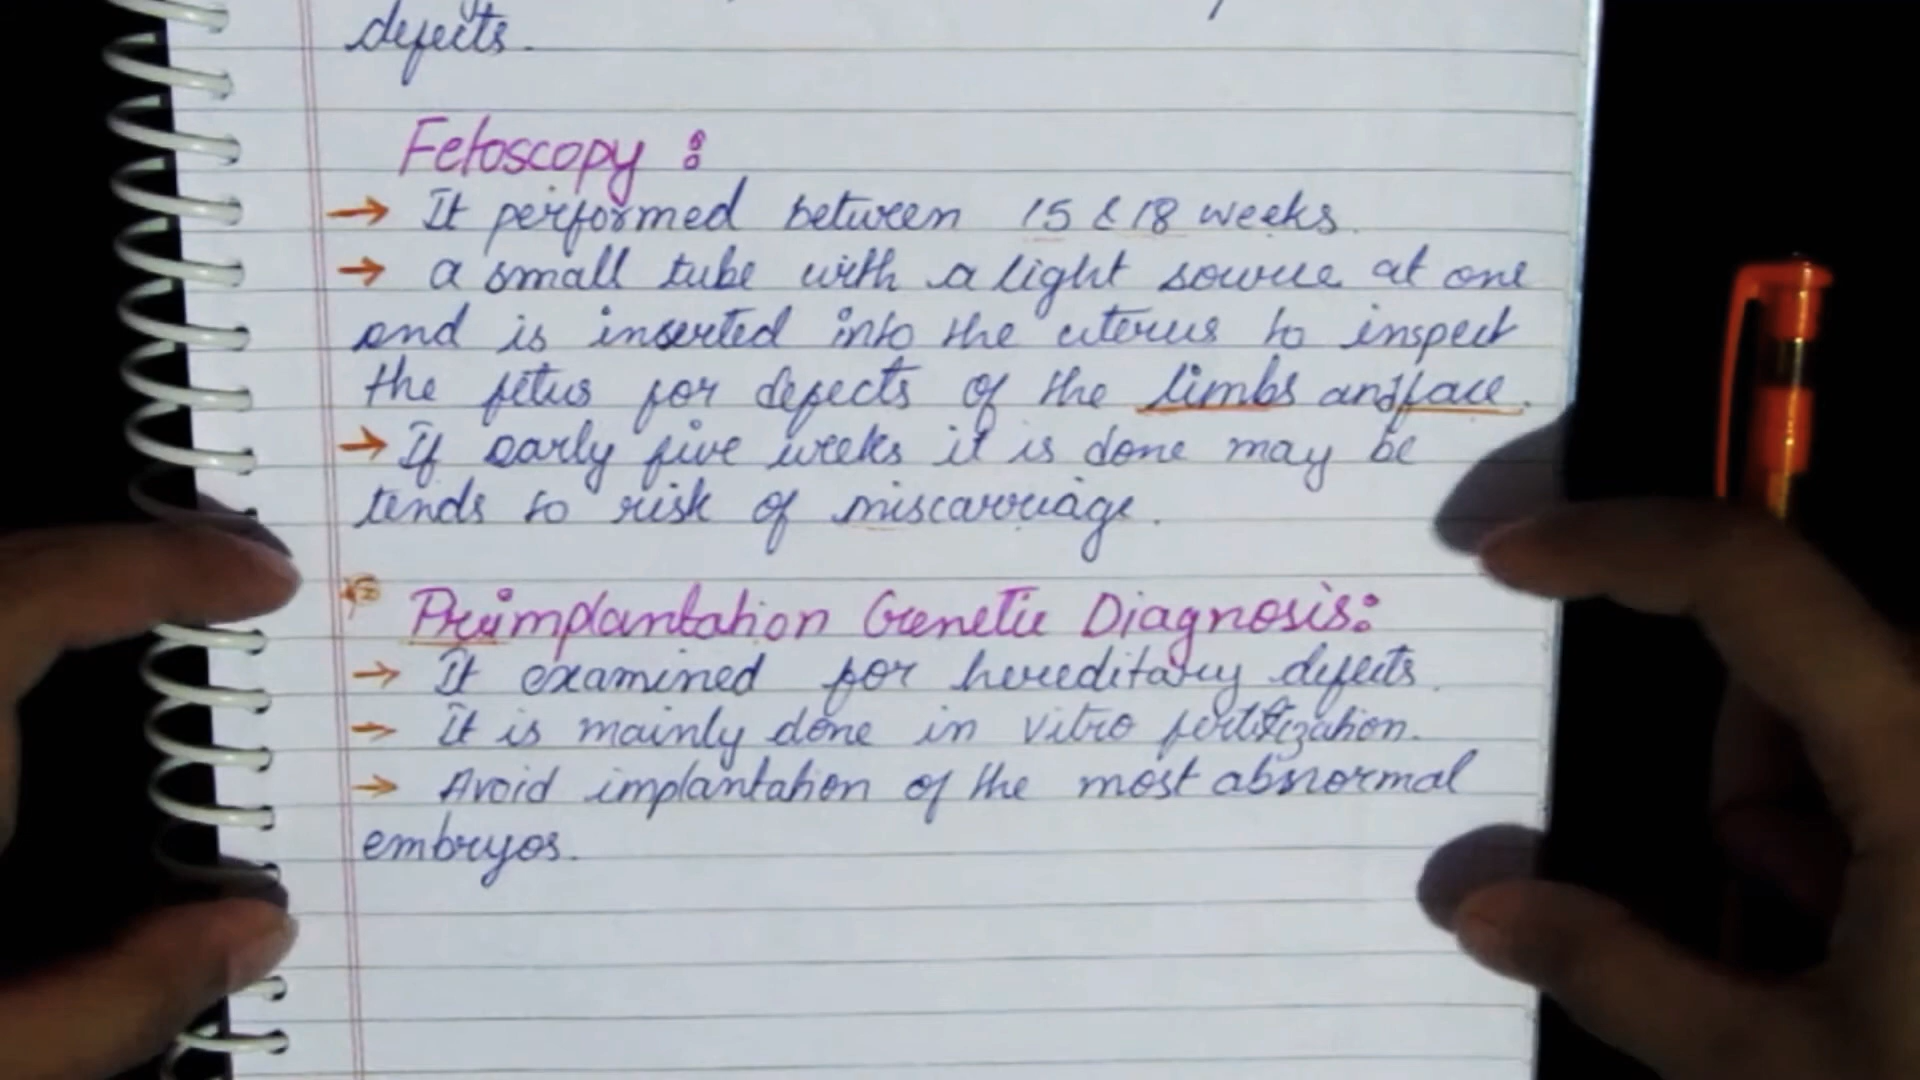 defects.
Fetoscopy :
→ It performed between 15 & 18 weeks.
→ a small tube with a light source at one
end is inserted into the uterus to inspect
the fetus for defects of the limbs and face.
→ If early five weeks it is done may be
tends to risk of miscarriage.
Preimplantation Genetic Diagnosis:
→ It examined for hereditary defects.
→ It is mainly done in vitro fertilization.
→ Avoid implantation of the most abnormal
embryos.